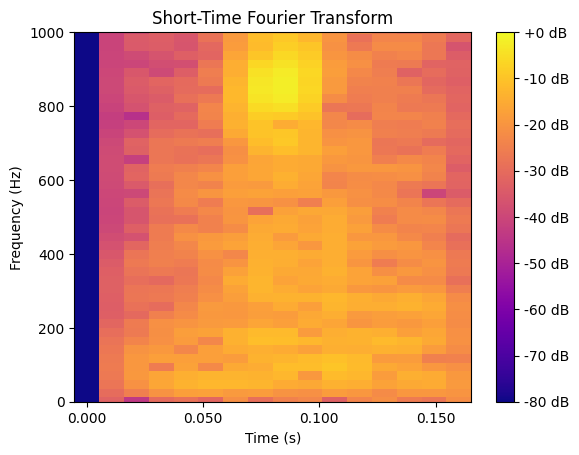 Short-Time Fourier Transform
1000
800
600
400
200
0
Frequency (Hz)
0.000
0.050
0.100
0.150
Time (s)
+0 dB
-10 dB
-20 dB
-30 dB
-40 dB
-50 dB
-60 dB
-70 dB
-80 dB